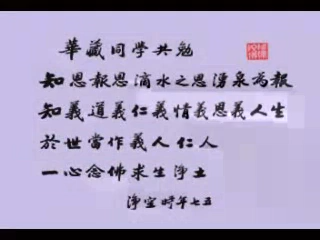 華藏同學共勉
知恩報恩滴水之恩湧泉為報
知義道義仁義情義恩義人生
於世當作義人仁人
一心念佛求生淨土
淨空時年七五